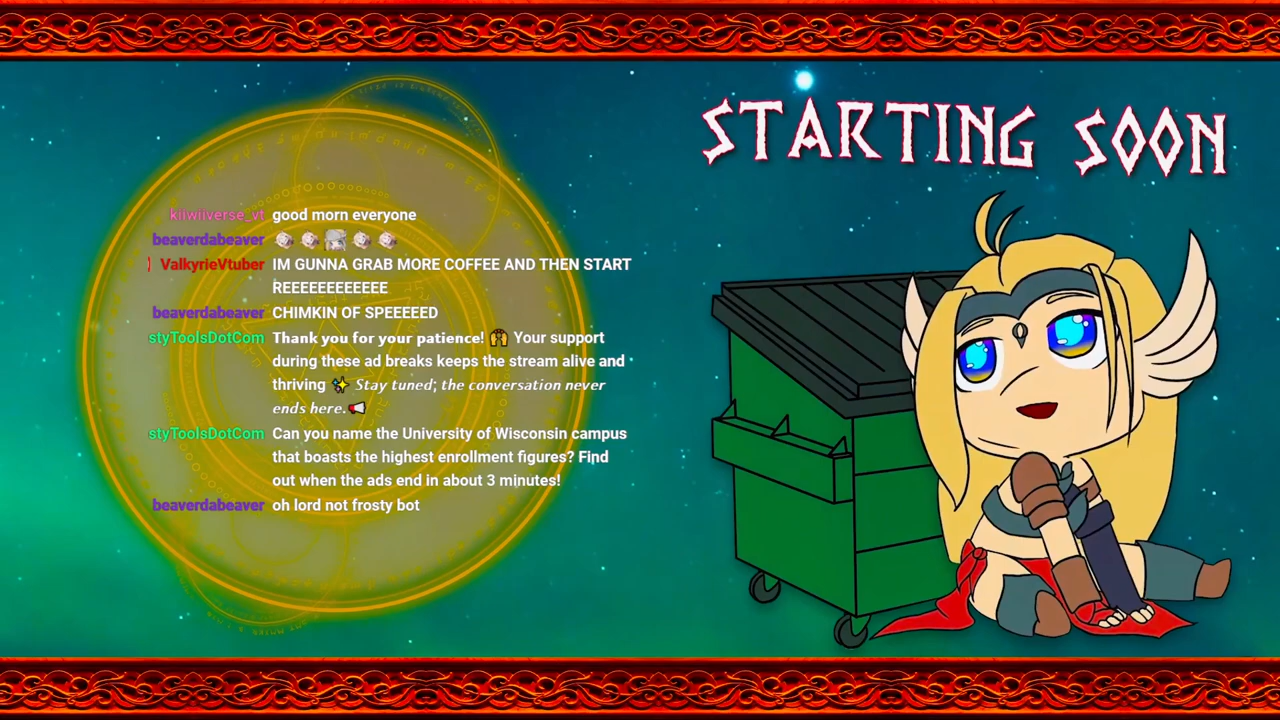 STARTING SOON
kiiwiiverse_vt good morn everyone
beaverdabeaver
ValkyrieVtuber IM GUNNA GRAB MORE COFFEE AND THEN START
REEEEEEEEEEEE
beaverdabeaver CHIMKIN OF SPEEEEED
styToolsDotCom Thank you for your patience! Your support
during these ad breaks keeps the stream alive and
thriving ✨ Stay tuned; the conversation never
ends here.📢
styToolsDotCom Can you name the University of Wisconsin campus
that boasts the highest enrollment figures? Find
out when the ads end in about 3 minutes!
beaverdabeaver oh lord not frosty bot